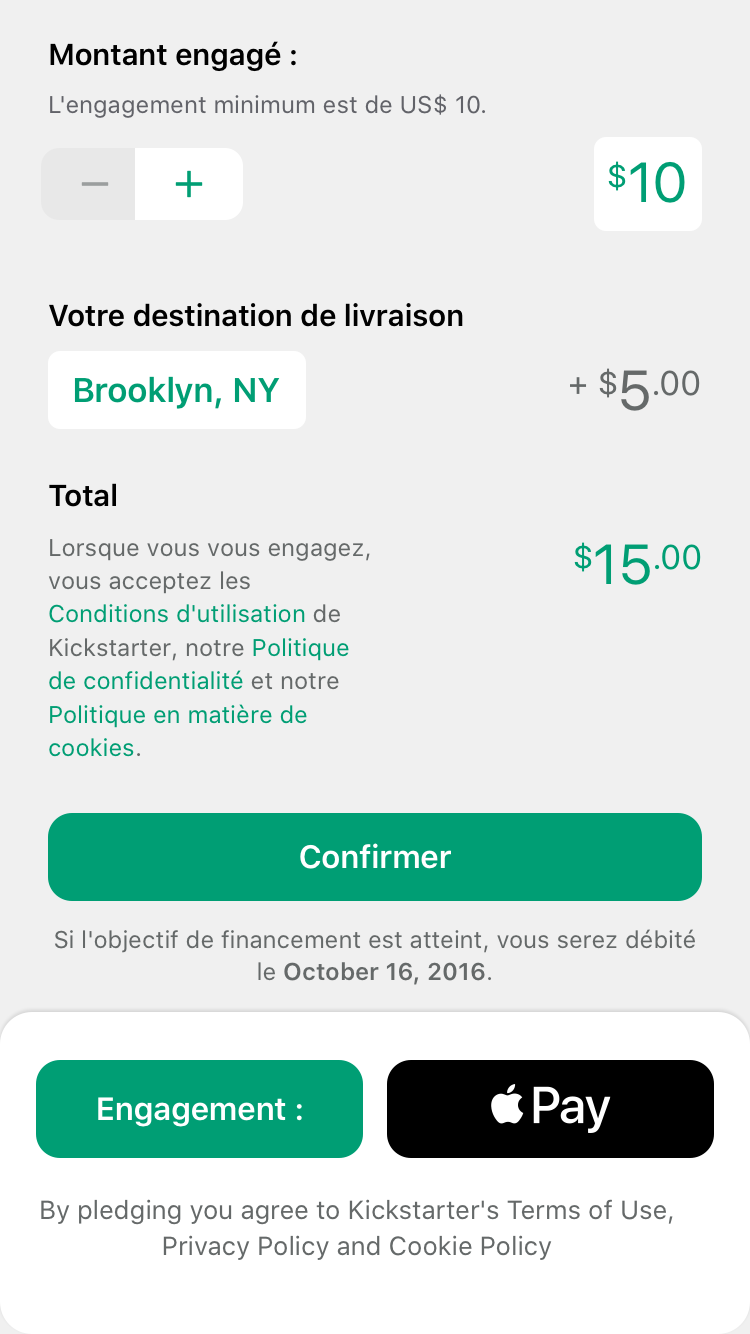 Montant engagé :
L'engagement minimum est de US$ 10.
− + $10
Votre destination de livraison
Brooklyn, NY + $5.00
Total
Lorsque vous vous engagez, $15.00
vous acceptez les
Conditions d'utilisation de
Kickstarter, notre Politique
de confidentialité et notre
Politique en matière de
cookies.
Confirmer
Si l'objectif de financement est atteint, vous serez débité
le October 16, 2016.
Engagement : Pay
By pledging you agree to Kickstarter's Terms of Use,
Privacy Policy and Cookie Policy